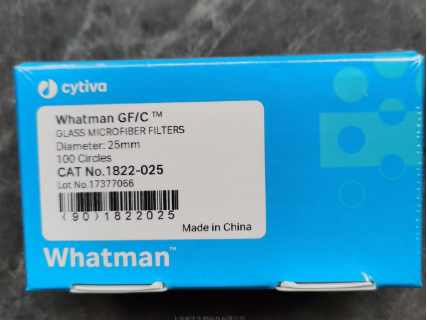 cytiva
Whatman GF/C ™
GLASS MICROFIBER FILTERS
Diameter: 25mm
100 Circles
CAT No.1822-025
Lot No.17377066
(90)1822025
Made in China
Whatman™